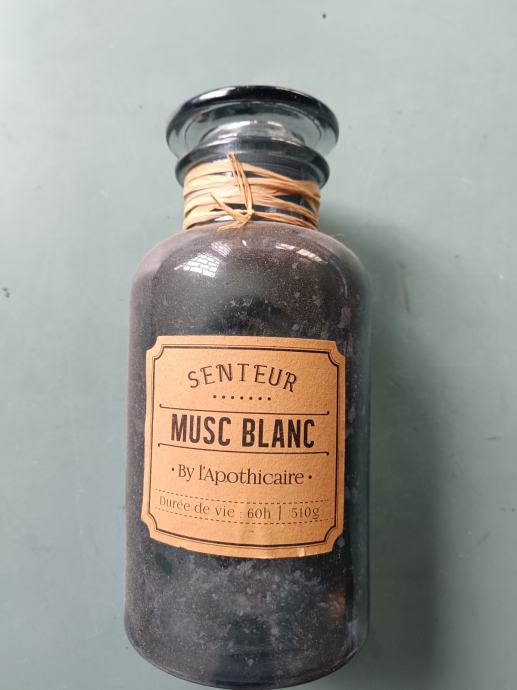 SENTEUR
MUSC BLANC
• By l'Apothicaire •
Durée de vie : 60h | 510g